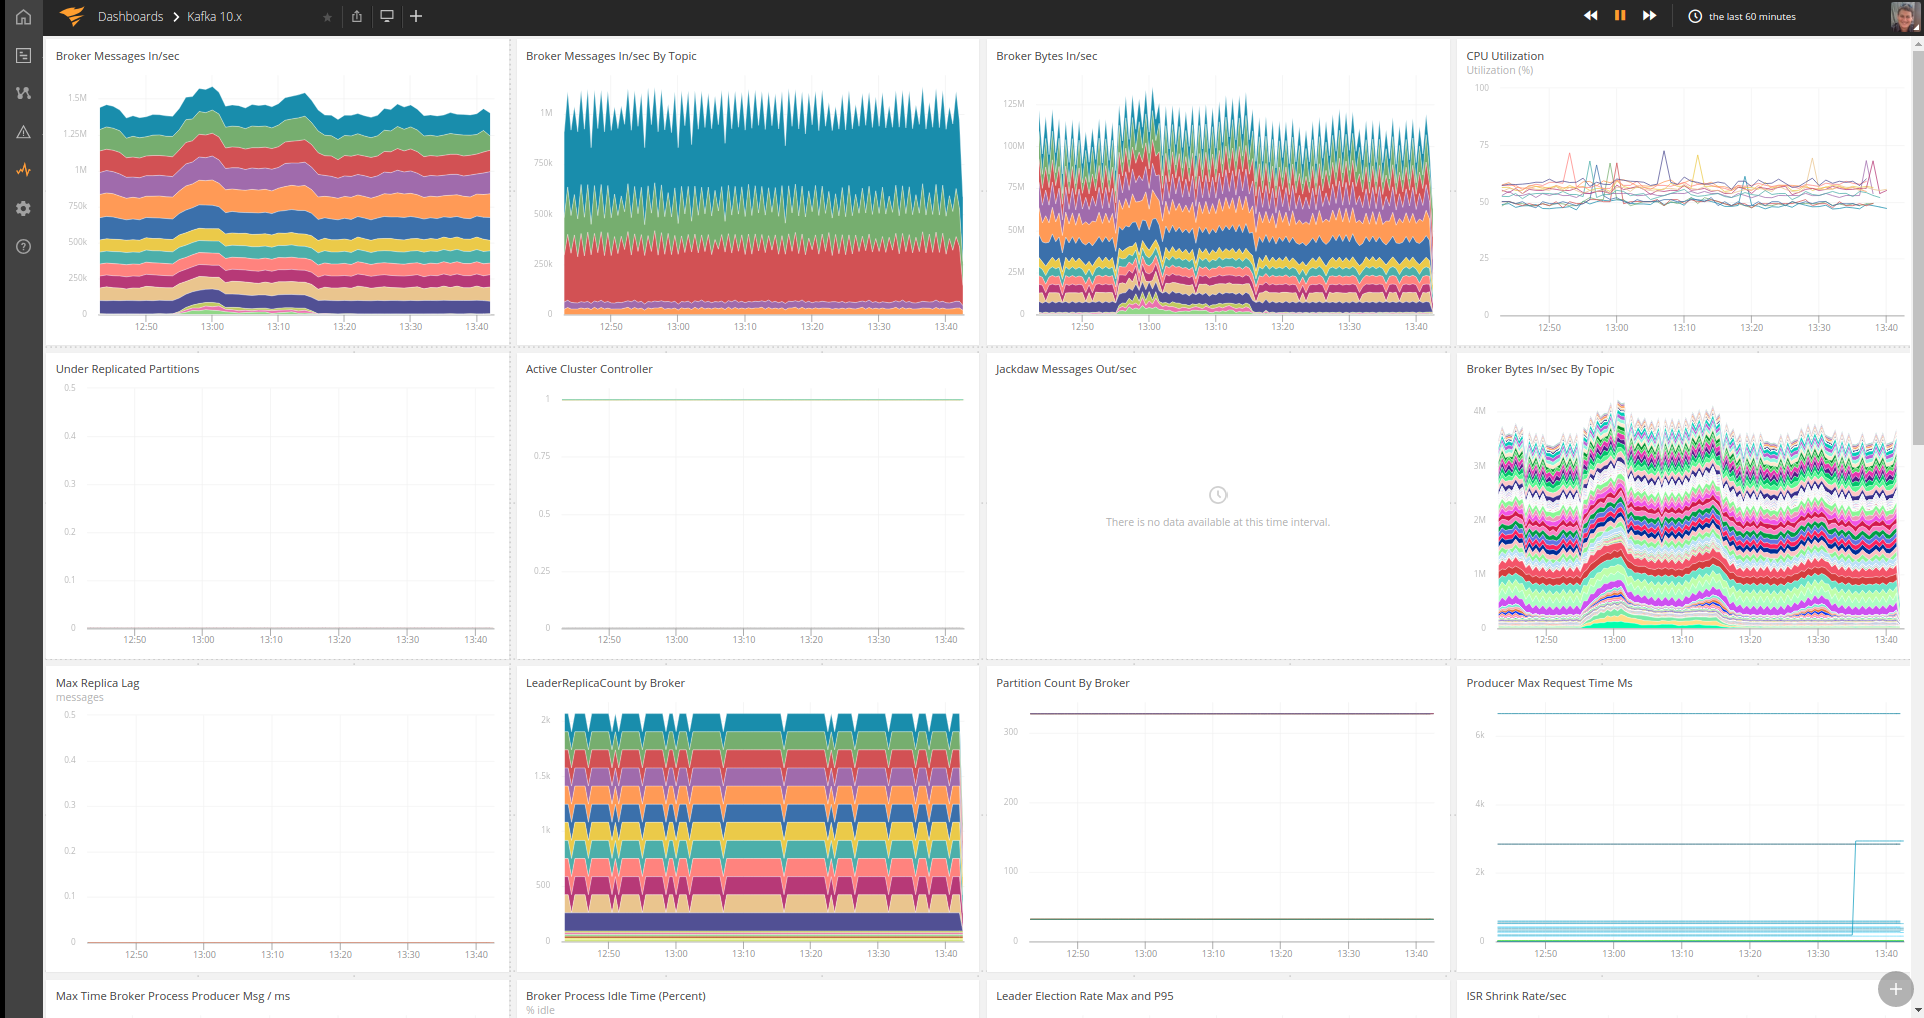 Dashboards > Kafka 10.x
the last 60 minutes
Broker Messages In/sec
1.5M
1.25M
1M
750k
500k
250k
0
12:50 13:00 13:10 13:20 13:30 13:40
Broker Messages In/sec By Topic
1M
750k
500k
250k
0
12:50 13:00 13:10 13:20 13:30 13:40
Broker Bytes In/sec
125M
100M
75M
50M
25M
0
12:50 13:00 13:10 13:20 13:30 13:40
CPU Utilization
Utilization (%)
100
75
50
25
0
12:50 13:00 13:10 13:20 13:30 13:40
Under Replicated Partitions
0.5
0.4
0.3
0.2
0.1
0
12:50 13:00 13:10 13:20 13:30 13:40
Active Cluster Controller
1
0.75
0.5
0.25
0
12:50 13:00 13:10 13:20 13:30 13:40
Jackdaw Messages Out/sec
There is no data available at this time interval.
Broker Bytes In/sec By Topic
4M
3M
2M
1M
0
12:50 13:00 13:10 13:20 13:30 13:40
Max Replica Lag
messages
0.5
0.4
0.3
0.2
0.1
0
12:50 13:00 13:10 13:20 13:30 13:40
LeaderReplicaCount by Broker
2k
1.5k
1k
500
0
12:50 13:00 13:10 13:20 13:30 13:40
Partition Count By Broker
300
200
100
0
12:50 13:00 13:10 13:20 13:30 13:40
Producer Max Request Time Ms
6k
4k
2k
0
12:50 13:00 13:10 13:20 13:30 13:40
Max Time Broker Process Producer Msg / ms
Broker Process Idle Time (Percent)
% idle
Leader Election Rate Max and P95
ISR Shrink Rate/sec